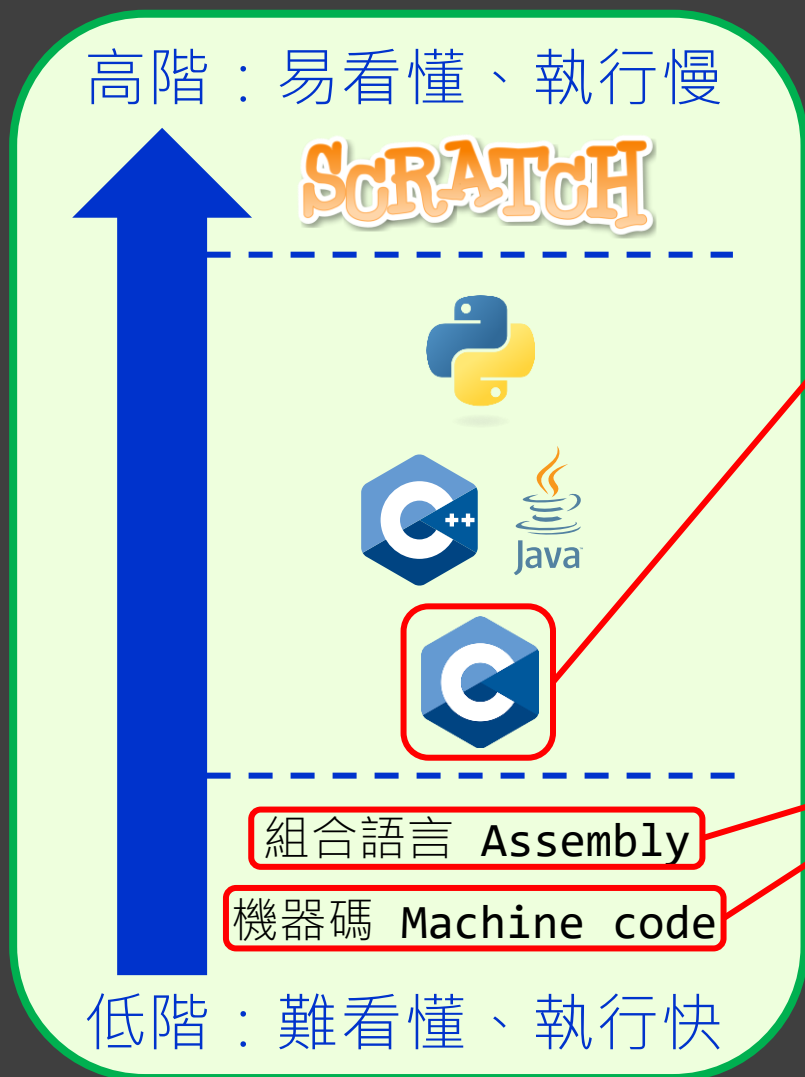 高階：易看懂、執行慢
SCRATCH
C++
Java
C
組合語言 Assembly
機器碼 Machine code
低階：難看懂、執行快